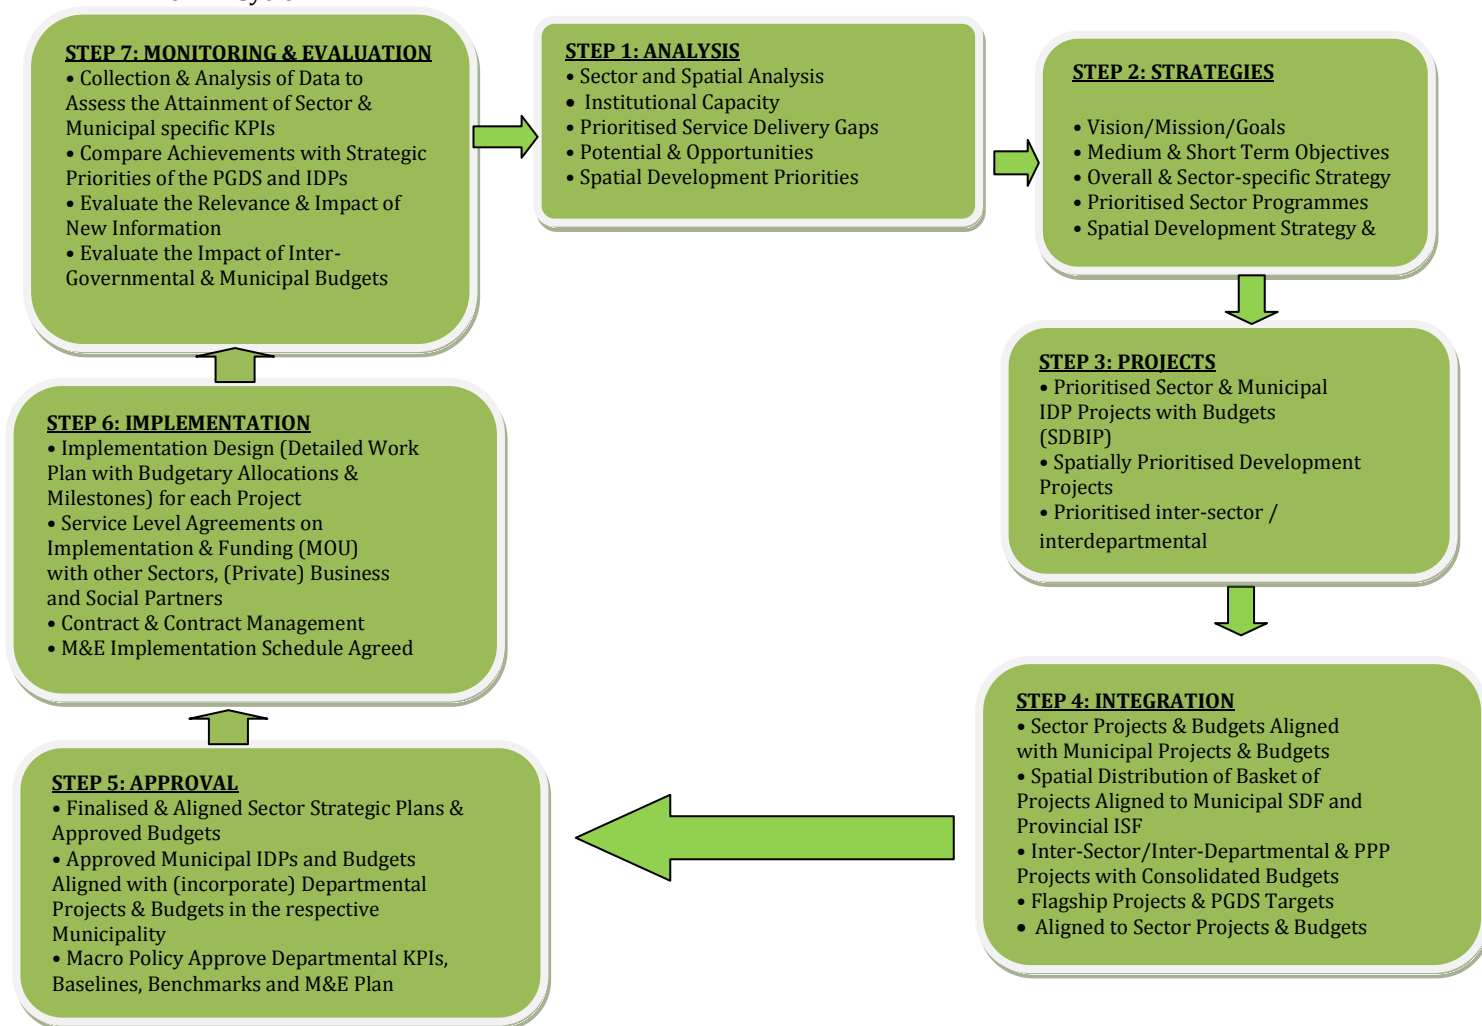 STEP 7: MONITORING & EVALUATION
• Collection & Analysis of Data to
Assess the Attainment of Sector &
Municipal specific KPIs
• Compare Achievements with Strategic
Priorities of the PGDS and IDPs
• Evaluate the Relevance & Impact of
New Information
• Evaluate the Impact of Inter-
Governmental & Municipal Budgets
STEP 1: ANALYSIS
• Sector and Spatial Analysis
• Institutional Capacity
• Prioritised Service Delivery Gaps
• Potential & Opportunities
• Spatial Development Priorities
STEP 2: STRATEGIES
• Vision/Mission/Goals
• Medium & Short Term Objectives
• Overall & Sector-specific Strategy
• Prioritised Sector Programmes
• Spatial Development Strategy &
STEP 3: PROJECTS
• Prioritised Sector & Municipal
IDP Projects with Budgets
(SDBIP)
• Spatially Prioritised Development
Projects
• Prioritised inter-sector /
interdepartmental
STEP 4: INTEGRATION
• Sector Projects & Budgets Aligned
with Municipal Projects & Budgets
• Spatial Distribution of Basket of
Projects Aligned to Municipal SDF and
Provincial ISF
• Inter-Sector/Inter-Departmental & PPP
Projects with Consolidated Budgets
• Flagship Projects & PGDS Targets
• Aligned to Sector Projects & Budgets
STEP 5: APPROVAL
• Finalised & Aligned Sector Strategic Plans &
Approved Budgets
• Approved Municipal IDPs and Budgets
Aligned with (incorporate) Departmental
Projects & Budgets in the respective
Municipality
• Macro Policy Approve Departmental KPIs,
Baselines, Benchmarks and M&E Plan
STEP 6: IMPLEMENTATION
• Implementation Design (Detailed Work
Plan with Budgetary Allocations &
Milestones) for each Project
• Service Level Agreements on
Implementation & Funding (MOU)
with other Sectors, (Private) Business
and Social Partners
• Contract & Contract Management
• M&E Implementation Schedule Agreed